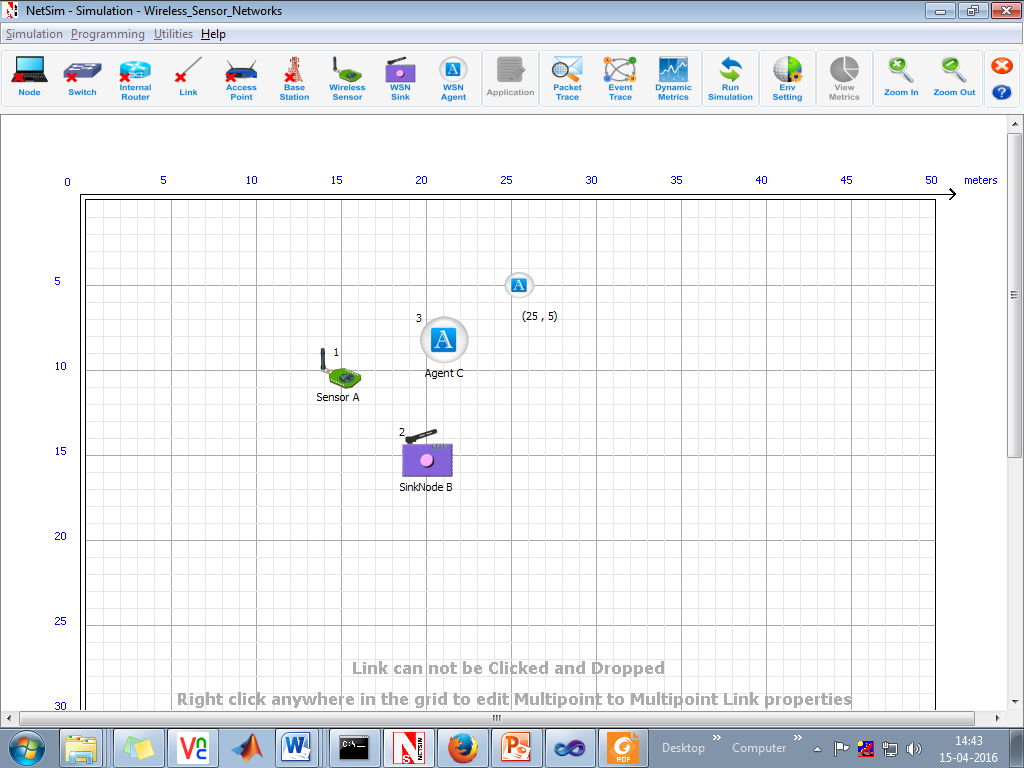 NetSim - Simulation - Wireless_Sensor_Networks
Simulation Programming Utilities Help
Node
Switch
Internal
Router
Link
Access
Point
Base
Station
Wireless
Sensor
WSN
Sink
WSN
Agent
Application
Packet
Trace
Event
Trace
Dynamic
Metrics
Run
Simulation
Env
Setting
View
Metrics
Zoom In
Zoom Out
0 5 10 15 20 25 30 35 40 45 50 meters
5
A
(25 , 5)
3
A
Agent C
1
10
Sensor A
2
15
SinkNode B
20
25
Link can not be Clicked and Dropped
Right click anywhere in the grid to edit Multipoint to Multipoint Link properties
30
Desktop
Computer
14:43
15-04-2016